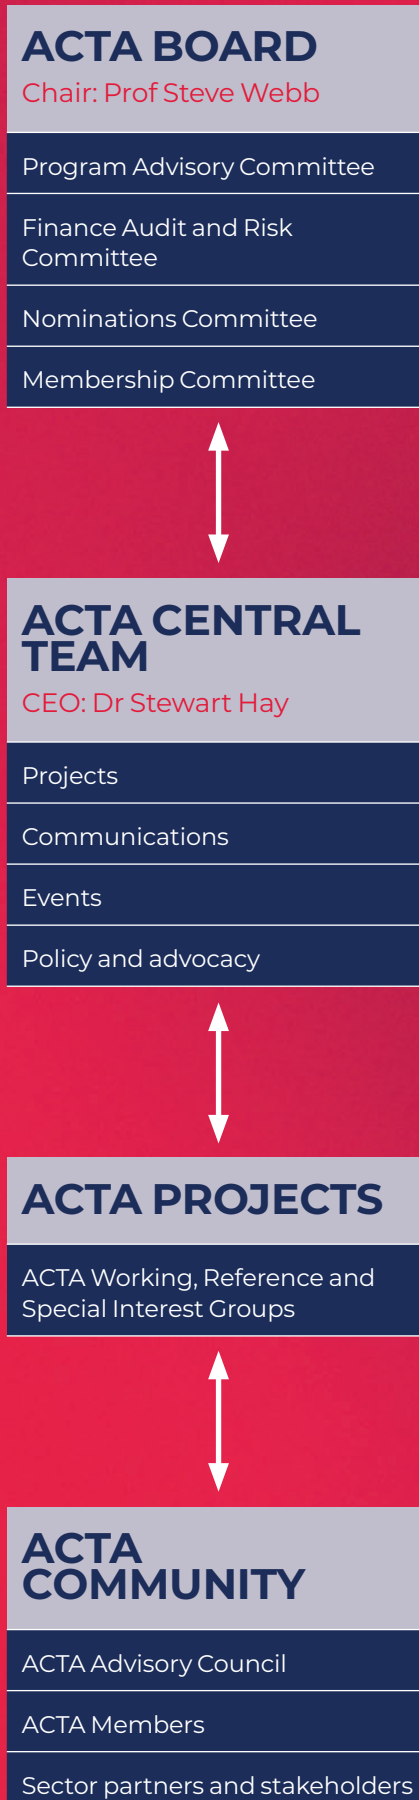 ACTA BOARD
Chair: Prof Steve Webb
Program Advisory Committee
Finance Audit and Risk
Committee
Nominations Committee
Membership Committee
ACTA CENTRAL
TEAM
CEO: Dr Stewart Hay
Projects
Communications
Events
Policy and advocacy
ACTA PROJECTS
ACTA Working, Reference and
Special Interest Groups
ACTA
COMMUNITY
ACTA Advisory Council
ACTA Members
Sector partners and stakeholders